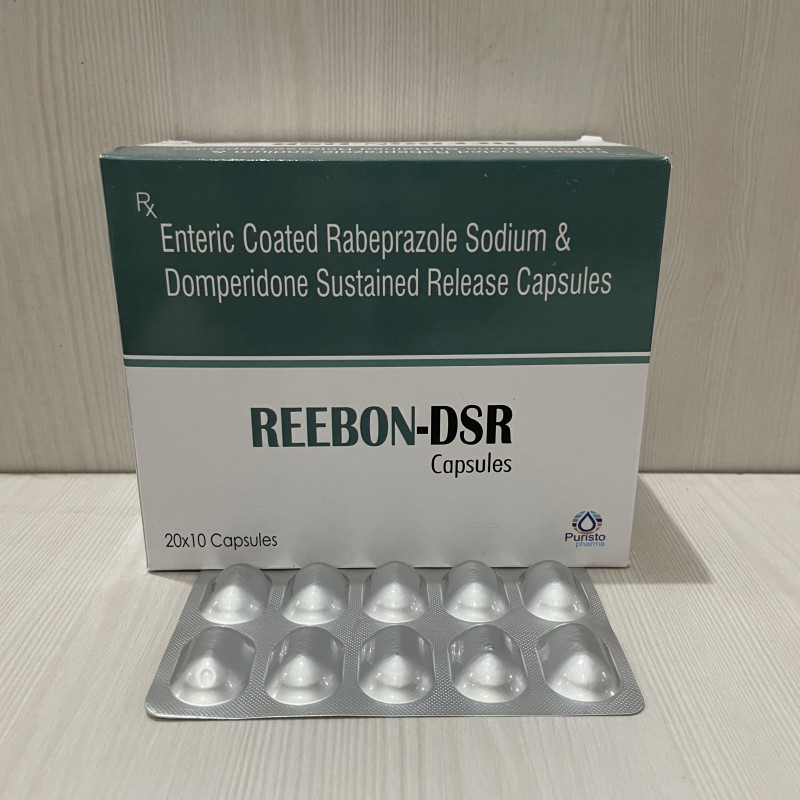 Rx
Enteric Coated Rabeprazole Sodium &
Domperidone Sustained Release Capsules
REEBON-DSR
Capsules
20x10 Capsules
Puristo
pharma